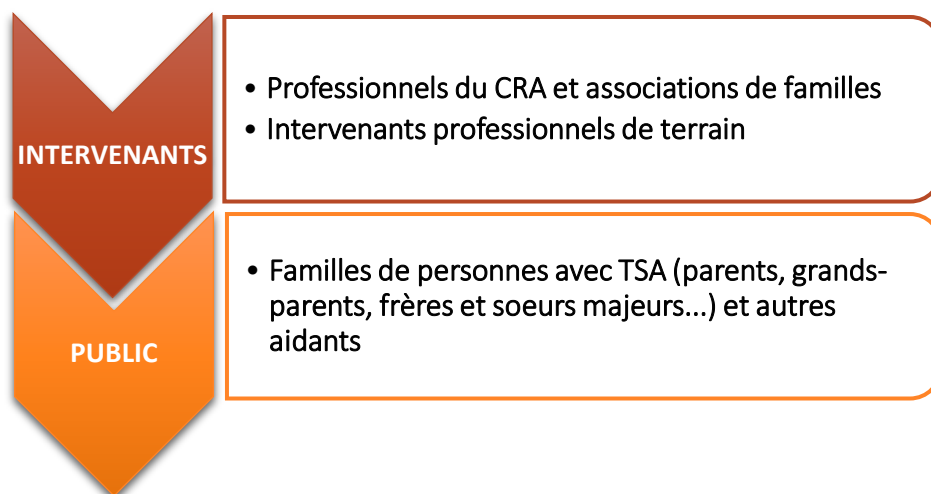 INTERVENANTS
• Professionnels du CRA et associations de familles
• Intervenants professionnels de terrain
PUBLIC
• Familles de personnes avec TSA (parents, grands-
parents, frères et soeurs majeurs...) et autres
aidants